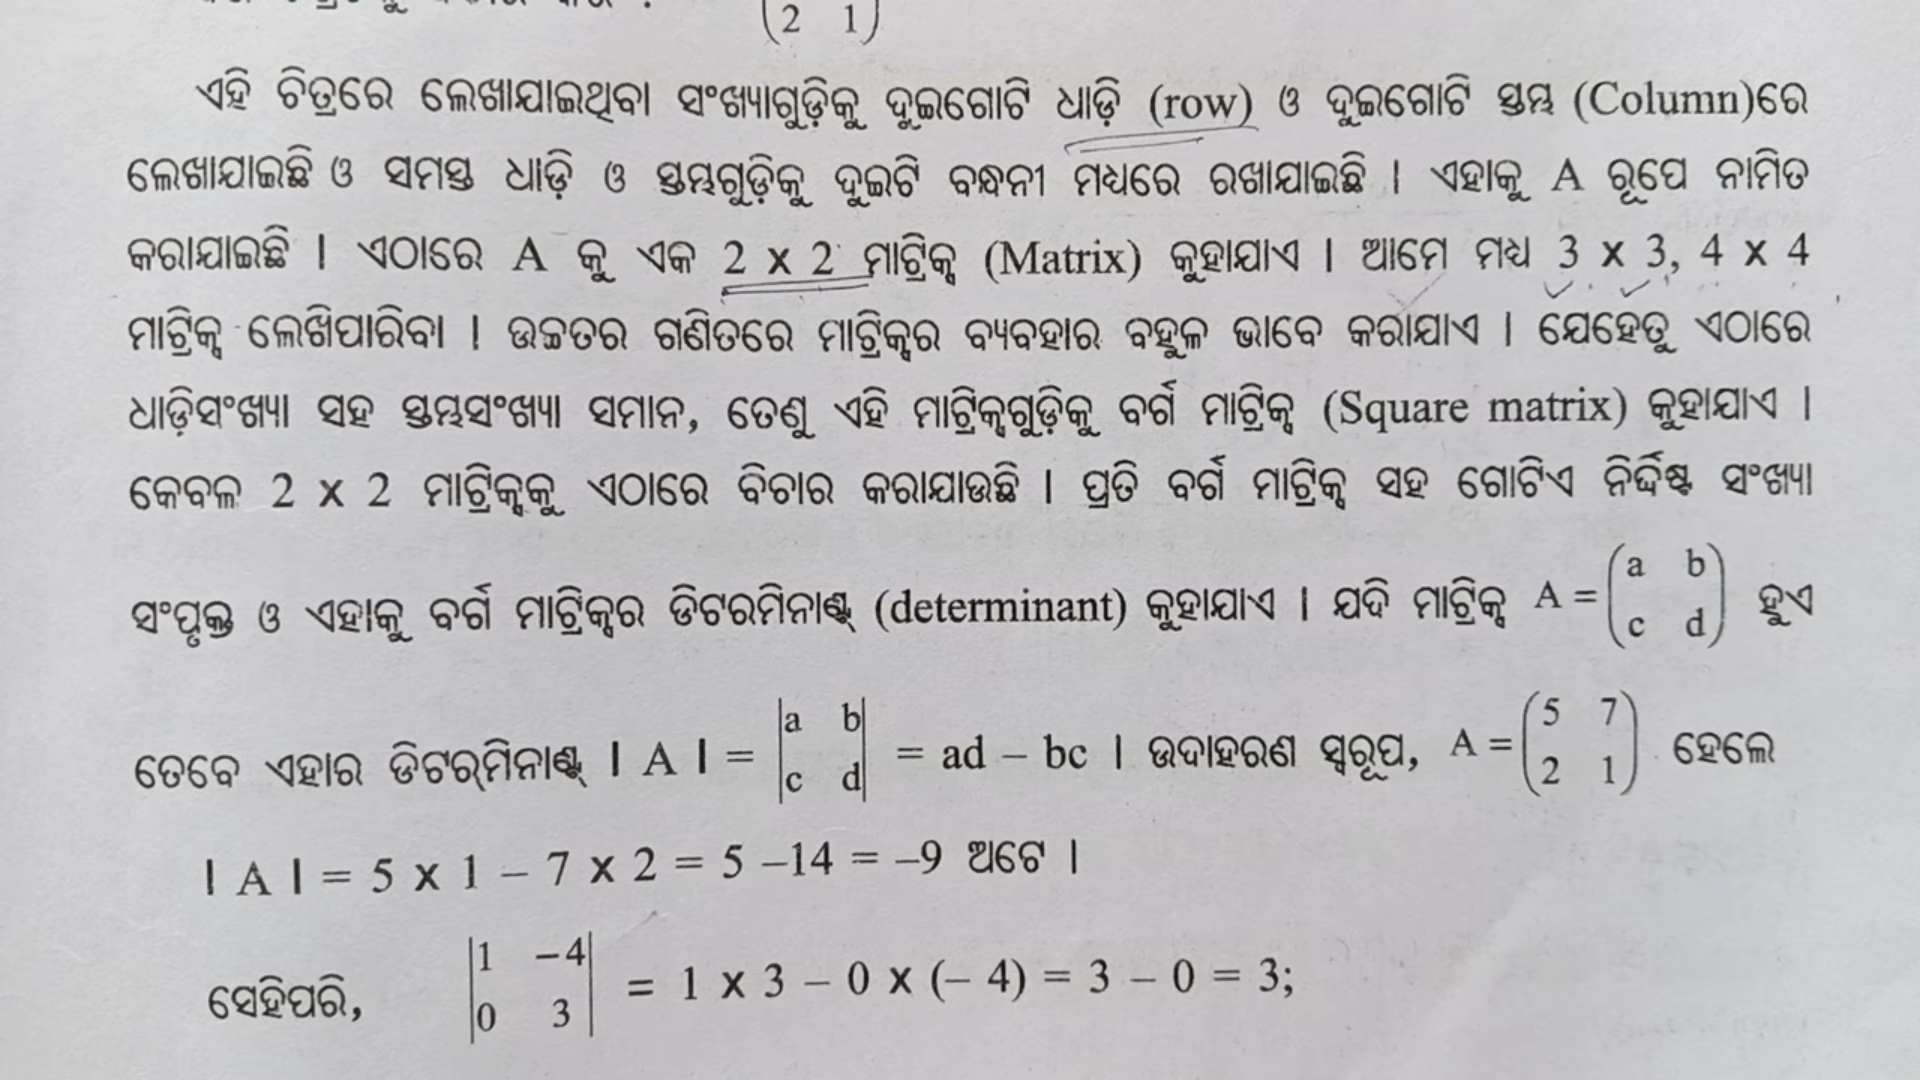 (2 1)
ଏହି ଚିତ୍ରରେ ଲେଖାଯାଇଥିବା ସଂଖ୍ୟାଗୁଡ଼ିକୁ ଦୁଇଗୋଟି ଧାଡ଼ି (row) ଓ ଦୁଇଗୋଟି ସ୍ତମ୍ଭ (Column)ରେ
ଲେଖାଯାଇଛି ଓ ସମସ୍ତ ଧାଡ଼ି ଓ ସ୍ତମ୍ଭଗୁଡ଼ିକୁ ଦୁଇଟି ବନ୍ଧନୀ ମଧ୍ୟରେ ରଖାଯାଇଛି । ଏହାକୁ A ରୂପେ ନାମିତ
କରାଯାଇଛି । ଏଠାରେ A କୁ ଏକ 2 x 2 ମାଟ୍ରିକ୍ସ (Matrix) କୁହାଯାଏ । ଆମେ ମଧ୍ୟ 3 x 3, 4 x 4
ମାଟ୍ରିକ୍ସ ଲେଖିପାରିବା । ଉଚ୍ଚତର ଗଣିତରେ ମାଟ୍ରିକ୍ସର ବ୍ୟବହାର ବହୁଳ ଭାବେ କରାଯାଏ । ଯେହେତୁ ଏଠାରେ
ଧାଡ଼ିସଂଖ୍ୟା ସହ ସ୍ତମ୍ଭସଂଖ୍ୟା ସମାନ, ତେଣୁ ଏହି ମାଟ୍ରିକ୍ସଗୁଡ଼ିକୁ ବର୍ଗ ମାଟ୍ରିକ୍ସ (Square matrix) କୁହାଯାଏ ।
କେବଳ 2 x 2 ମାଟ୍ରିକ୍ସକୁ ଏଠାରେ ବିଚାର କରାଯାଉଛି । ପ୍ରତି ବର୍ଗ ମାଟ୍ରିକ୍ସ ସହ ଗୋଟିଏ ନିର୍ଦ୍ଦିଷ୍ଟ ସଂଖ୍ୟା
ସଂପୃକ୍ତ ଓ ଏହାକୁ ବର୍ଗ ମାଟ୍ରିକ୍ସର ଡିଟରମିନାଣ୍ଟ (determinant) କୁହାଯାଏ । ଯଦି ମାଟ୍ରିକ୍ସ A = (a b c d) ହୁଏ
ତେବେ ଏହାର ଡିଟର୍ମିନାଣ୍ଟ | A | = |a b c d| = ad – bc । ଉଦାହରଣ ସ୍ୱରୂପ, A = (5 7 2 1) ହେଲେ
| A | = 5 x 1 – 7 x 2 = 5 –14 = –9 ଅଟେ ।
ସେହିପରି, |1 –4 0 3| = 1 x 3 – 0 x (– 4) = 3 – 0 = 3;